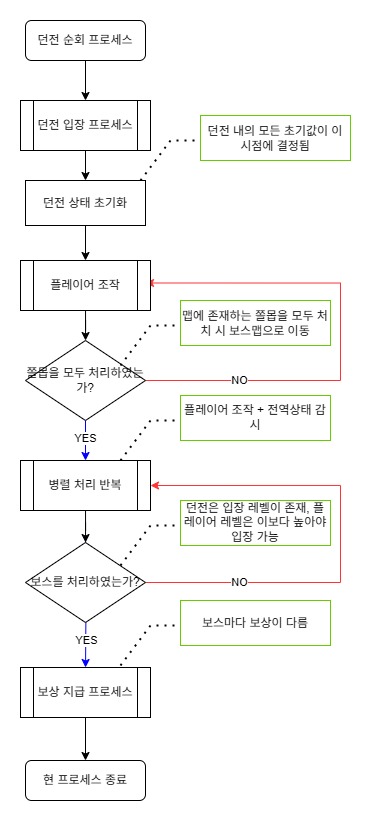 던전 순회 프로세스
던전 입장 프로세스
던전 내의 모든 초기값이 이
시점에 결정됨
던전 상태 초기화
플레이어 조작
맵에 존재하는 쫄몹을 모두 처
치 시 보스맵으로 이동
쫄몹을 모두 처리하였는
가?
NO
플레이어 조작 + 전역상태 감
시
YES
병렬 처리 반복
던전은 입장 레벨이 존재, 플
레이어 레벨은 이보다 높아야
입장 가능
보스를 처리하였는가?
NO
보스마다 보상이 다름
YES
보상 지급 프로세스
현 프로세스 종료